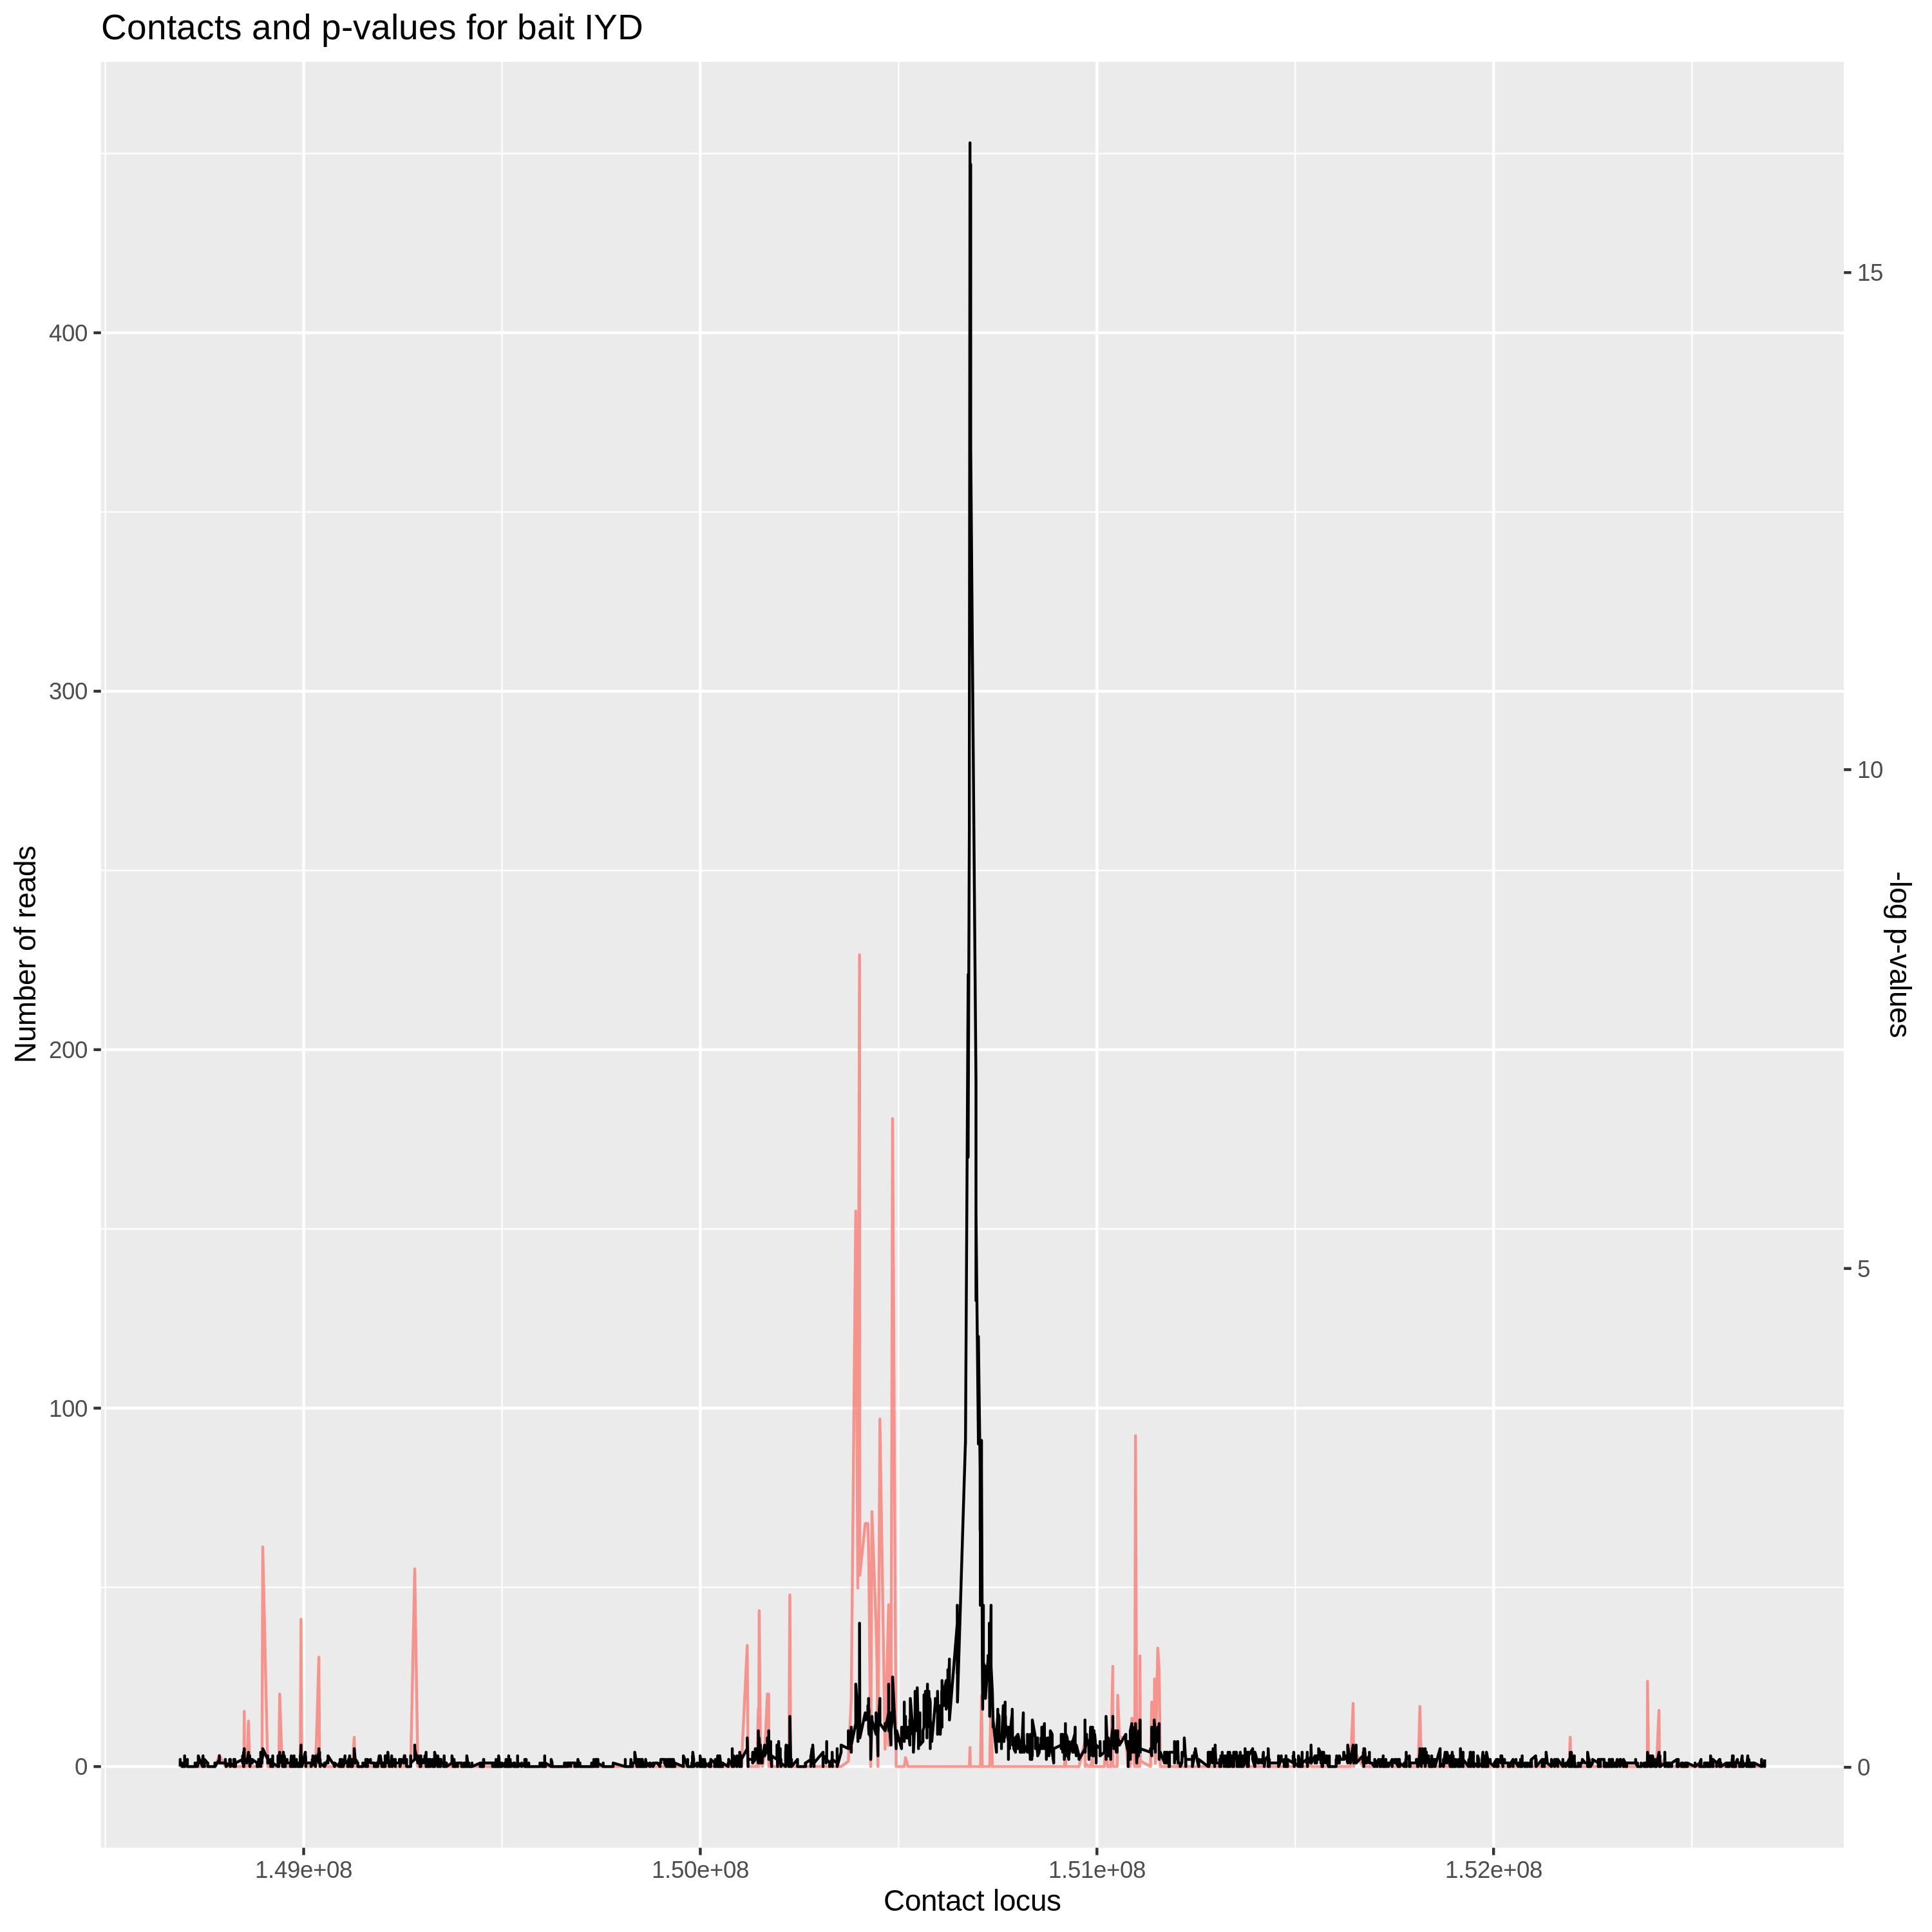 Contacts and p-values for bait IYD
400
300
200
100
0
15
10
5
0
Number of reads
-log p-values
1.49e+08
1.50e+08
1.51e+08
1.52e+08
Contact locus